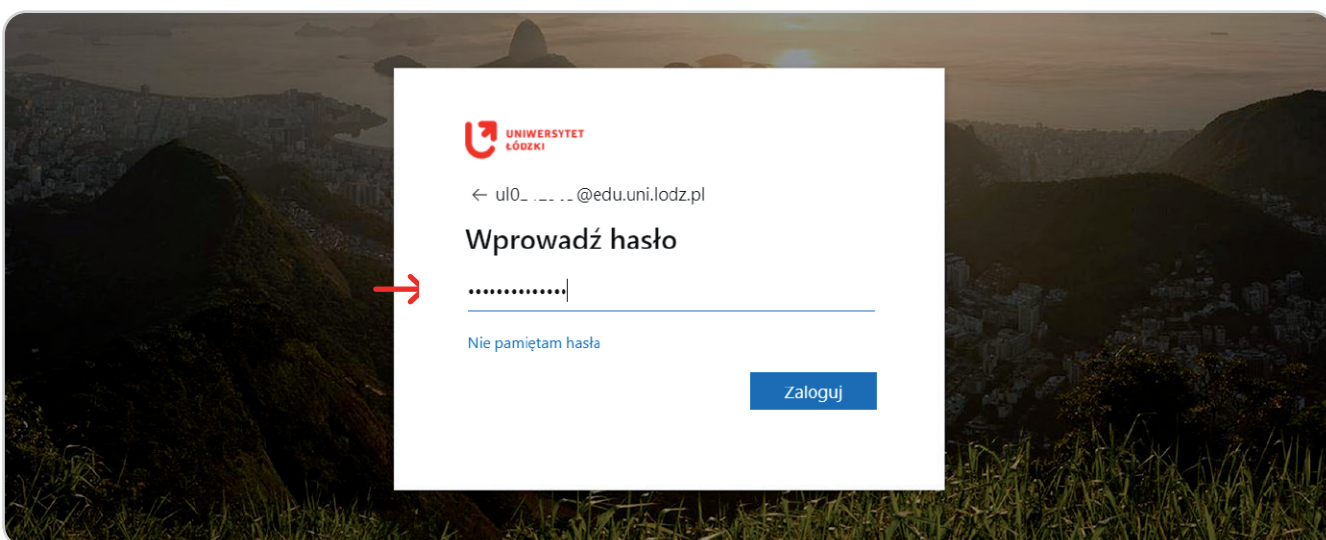 UNIWERSYTET
ŁÓDZKI
← ul0 @edu.uni.lodz.pl
Wprowadź hasło
••••••••••••••
Nie pamiętam hasła
Zaloguj